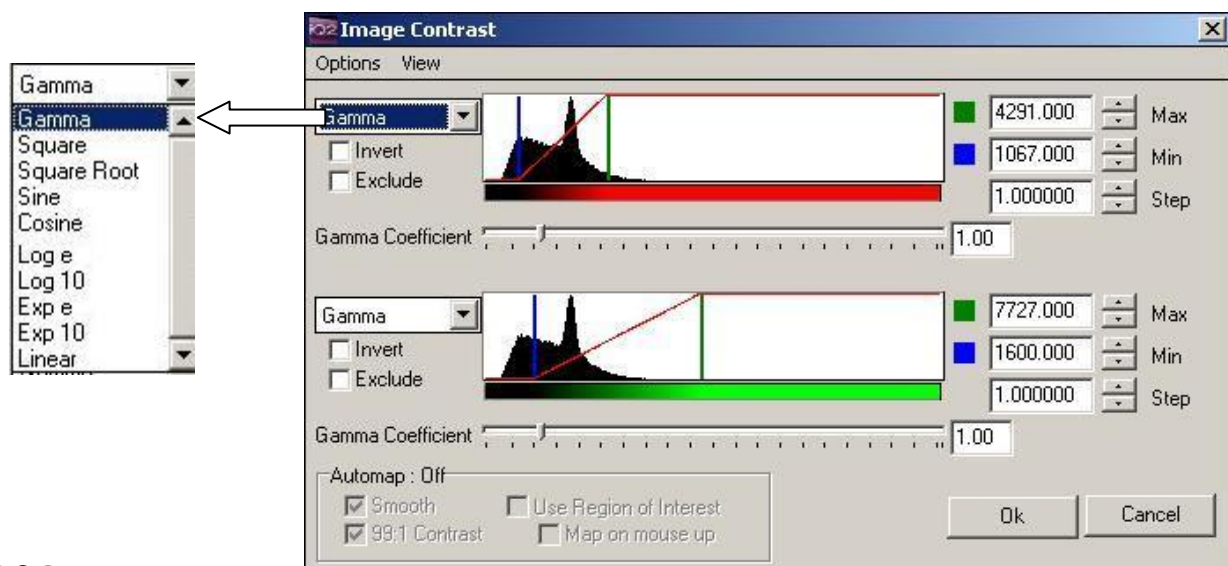 iQ2 Image Contrast
Options View
Gamma
Gamma
Square
Square Root
Sine
Cosine
Log e
Log 10
Exp e
Exp 10
Linear
Gamma
Invert
Exclude
4291.000 Max
1067.000 Min
1.000000 Step
Gamma Coefficient 1.00
Gamma
Invert
Exclude
7727.000 Max
1600.000 Min
1.000000 Step
Gamma Coefficient 1.00
Automap : Off
Smooth Use Region of Interest
99:1 Contrast Map on mouse up
Ok Cancel